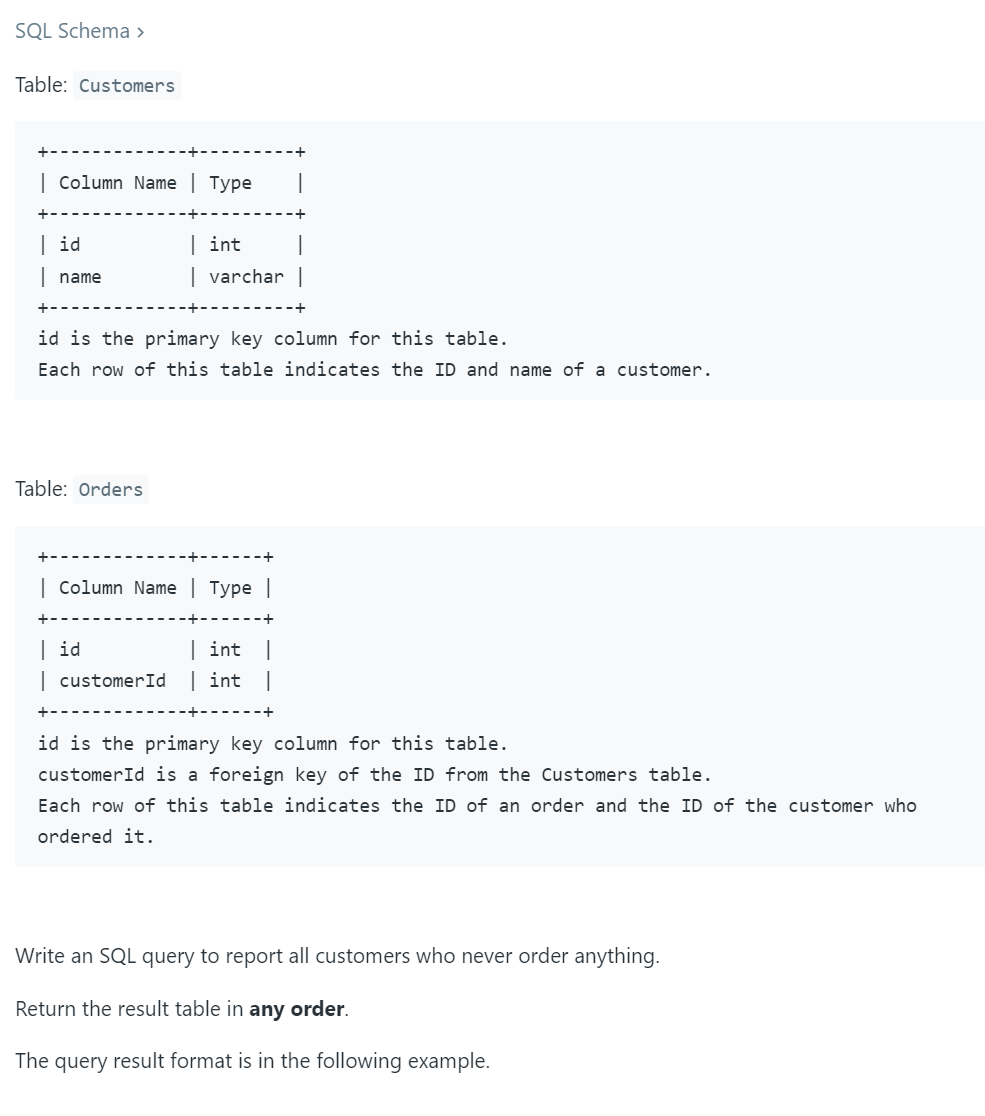 SQL Schema >
Table: Customers
+-------------+---------+
| Column Name | Type    |
+-------------+---------+
| id          | int     |
| name        | varchar |
+-------------+---------+
id is the primary key column for this table.
Each row of this table indicates the ID and name of a customer.
Table: Orders
+-------------+------+
| Column Name | Type |
+-------------+------+
| id          | int  |
| customerId  | int  |
+-------------+------+
id is the primary key column for this table.
customerId is a foreign key of the ID from the Customers table.
Each row of this table indicates the ID of an order and the ID of the customer who
ordered it.
Write an SQL query to report all customers who never order anything.
Return the result table in any order.
The query result format is in the following example.